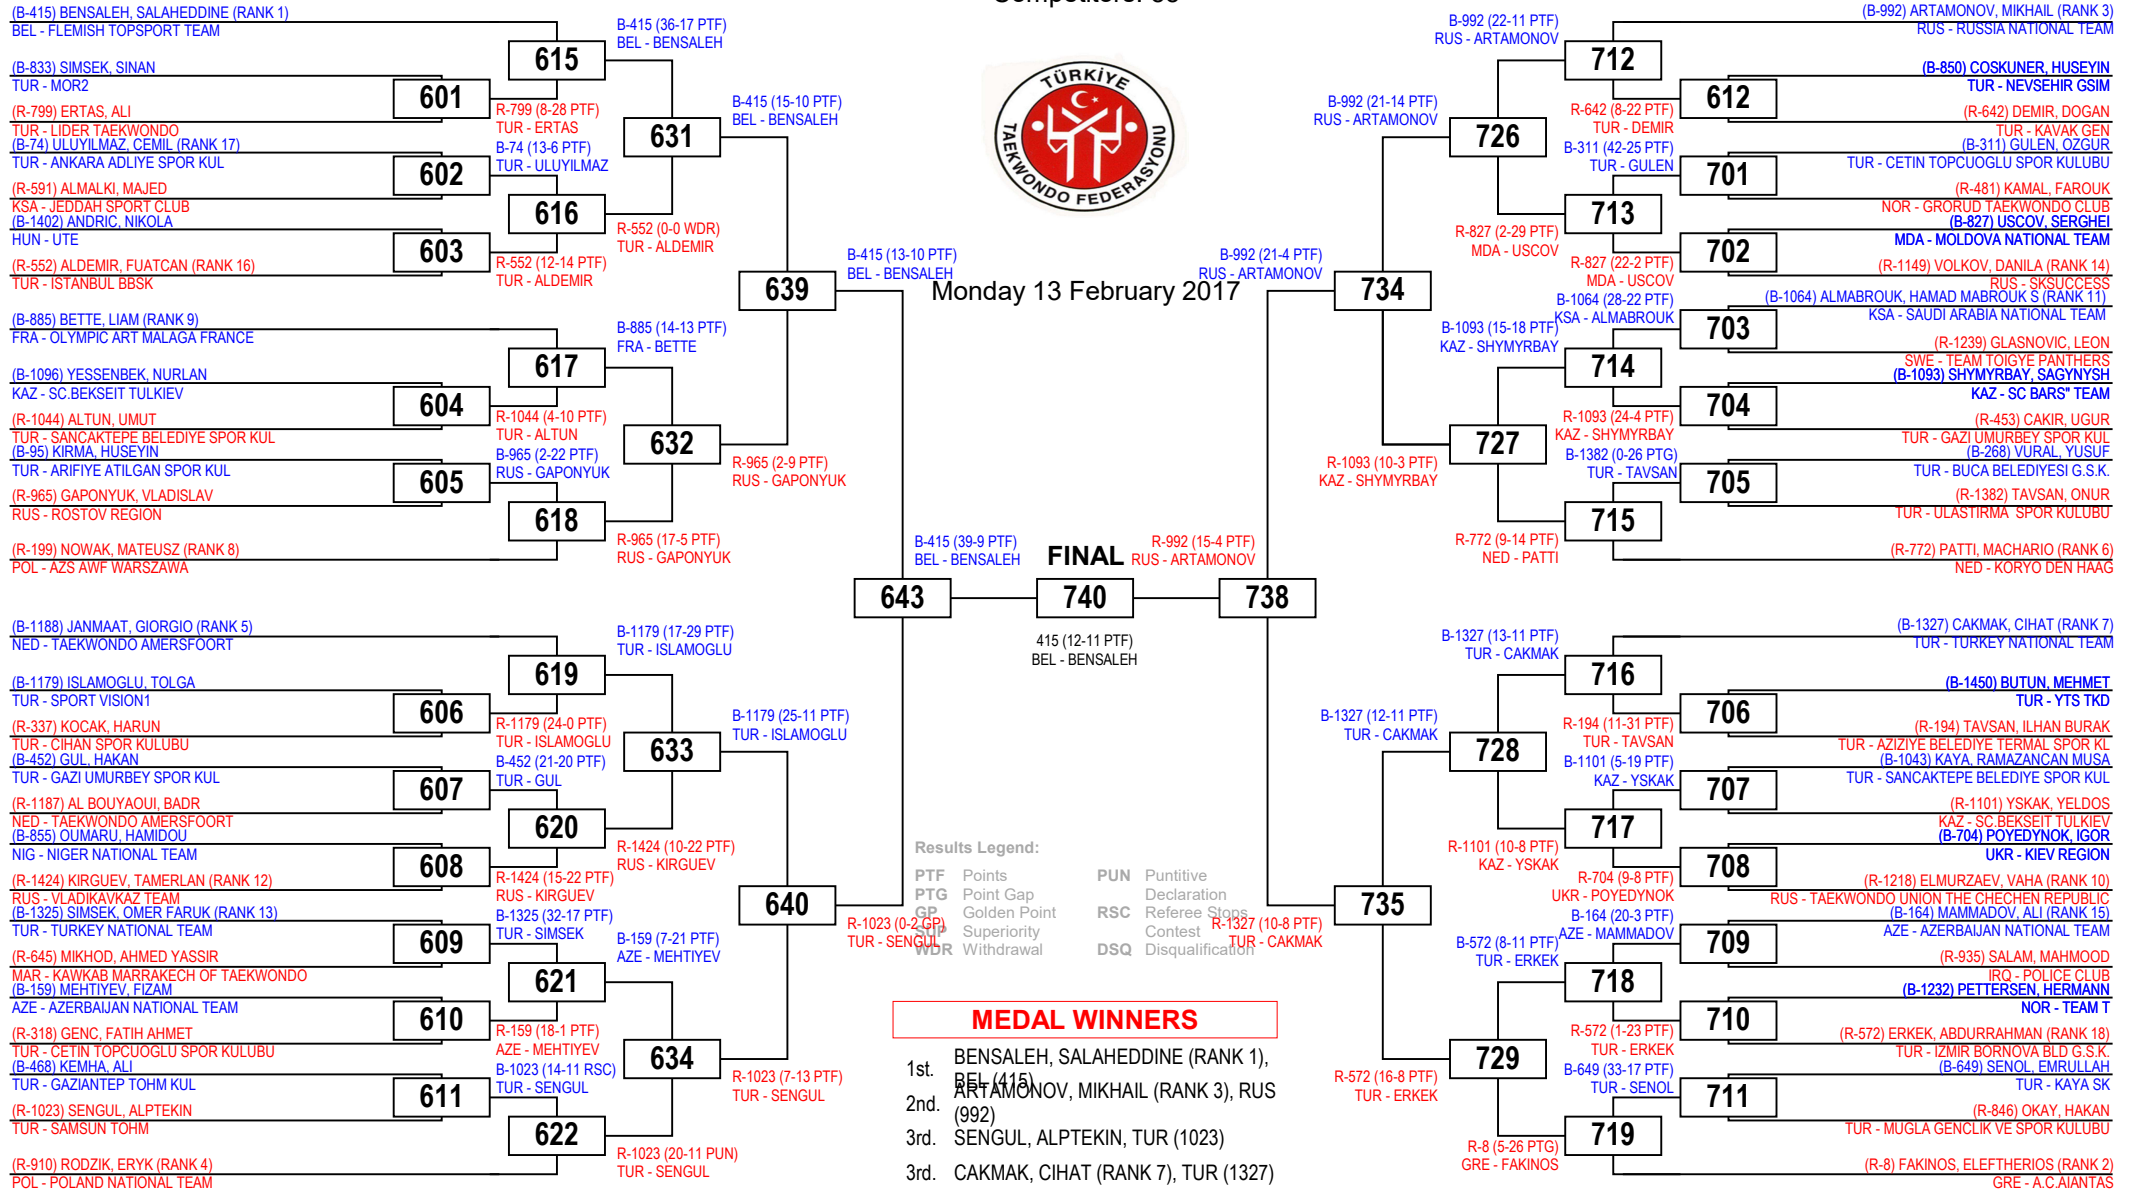 (B-415) BENSALEH, SALAHEDDINE (RANK 1)
BEL - FLEMISH TOPSPORT TEAM
(B-833) SIMSEK, SINAN
TUR - MOR2
(R-799) ERTAS, ALI
TUR - LIDER TAEKWONDO
(B-74) ULUYILMAZ, CEMIL (RANK 17)
TUR - ANKARA ADLIYE SPOR KUL
(R-591) ALMALKI, MAJED
KSA - JEDDAH SPORT CLUB
(B-1402) ANDRIC, NIKOLA
HUN - UTE
(R-552) ALDEMIR, FUATCAN (RANK 16)
TUR - ISTANBUL BBSK
(B-885) BETTE, LIAM (RANK 9)
FRA - OLYMPIC ART MALAGA FRANCE
(B-1096) YESSENBEK, NURLAN
KAZ - SC.BEKSEIT TULKIEV
(R-1044) ALTUN, UMUT
TUR - SANCAKTEPE BELEDIYE SPOR KUL
(B-95) KIRMA, HUSEYIN
TUR - ARIFIYE ATILGAN SPOR KUL
(R-965) GAPONYUK, VLADISLAV
RUS - ROSTOV REGION
(R-199) NOWAK, MATEUSZ (RANK 8)
POL - AZS AWF WARSZAWA
(B-1188) JANMAAT, GIORGIO (RANK 5)
NED - TAEKWONDO AMERSFOORT
(B-1179) ISLAMOGLU, TOLGA
TUR - SPORT VISION1
(R-337) KOCAK, HARUN
TUR - CIHAN SPOR KULUBU
(B-452) GUL, HAKAN
TUR - GAZI UMURBEY SPOR KUL
(R-1187) AL BOUYAOUI, BADR
NED - TAEKWONDO AMERSFOORT
(B-855) OUMARU, HAMIDOU
NIG - NIGER NATIONAL TEAM
(R-1424) KIRGUEV, TAMERLAN (RANK 12)
RUS - VLADIKAVKAZ TEAM
(B-1325) SIMSEK, OMER FARUK (RANK 13)
TUR - TURKEY NATIONAL TEAM
(R-645) MIKHOD, AHMED YASSIR
MAR - KAWKAB MARRAKECH OF TAEKWONDO
(B-159) MEHTIYEV, FIZAM
AZE - AZERBAIJAN NATIONAL TEAM
(R-318) GENC, FATIH AHMET
TUR - CETIN TOPCUOGLU SPOR KULUBU
(B-468) KEMHA, ALI
TUR - GAZIANTEP TOHM KUL
(R-1023) SENGUL, ALPTEKIN
TUR - SAMSUN TOHM
(R-910) RODZIK, ERYK (RANK 4)
POL - POLAND NATIONAL TEAM
601
602
603
604
605
606
607
608
609
610
611
R-799 (8-28 PTF)
TUR - ERTAS
B-74 (13-6 PTF)
TUR - ULUYILMAZ
R-552 (12-14 PTF)
TUR - ALDEMIR
R-1044 (4-10 PTF)
TUR - ALTUN
B-965 (2-22 PTF)
RUS - GAPONYUK
R-1179 (24-0 PTF)
TUR - ISLAMOGLU
B-452 (21-20 PTF)
TUR - GUL
R-1424 (15-22 PTF)
RUS - KIRGUEV
B-1325 (32-17 PTF)
TUR - SIMSEK
R-159 (18-1 PTF)
AZE - MEHTIYEV
B-1023 (14-11 RSC)
TUR - SENGUL
615
616
617
618
619
620
621
622
B-415 (36-17 PTF)
BEL - BENSALEH
R-552 (0-0 WDR)
TUR - ALDEMIR
B-885 (14-13 PTF)
FRA - BETTE
R-965 (17-5 PTF)
RUS - GAPONYUK
B-1179 (17-29 PTF)
TUR - ISLAMOGLU
R-1424 (10-22 PTF)
RUS - KIRGUEV
B-159 (7-21 PTF)
AZE - MEHTIYEV
R-1023 (20-11 PUN)
TUR - SENGUL
631
632
633
634
B-415 (15-10 PTF)
BEL - BENSALEH
R-965 (2-9 PTF)
RUS - GAPONYUK
B-1179 (25-11 PTF)
TUR - ISLAMOGLU
R-1023 (7-13 PTF)
TUR - SENGUL
639
640
B-415 (13-10 PTF)
BEL - BENSALEH
R-1023 (0-2 GP)
TUR - SENGUL
643
B-415 (39-9 PTF)
BEL - BENSALEH
TÜRKİYE
TAEKWONDO FEDERASYONU
Monday 13 February 2017
FINAL
740
415 (12-11 PTF)
BEL - BENSALEH
Results Legend:
PTF Points
PTG Point Gap
GP Golden Point
SUP Superiority
WDR Withdrawal
PUN Puntitive
Declaration
RSC Referee Stops
Contest
DSQ Disqualification
MEDAL WINNERS
1st. BENSALEH, SALAHEDDINE (RANK 1),
BEL (415)
2nd. ARTAMONOV, MIKHAIL (RANK 3), RUS
(992)
3rd. SENGUL, ALPTEKIN, TUR (1023)
3rd. CAKMAK, CIHAT (RANK 7), TUR (1327)
R-992 (15-4 PTF)
RUS - ARTAMONOV
738
B-992 (21-4 PTF)
RUS - ARTAMONOV
R-1327 (10-8 PTF)
TUR - CAKMAK
734
735
B-992 (21-14 PTF)
RUS - ARTAMONOV
R-1093 (10-3 PTF)
KAZ - SHYMYRBAY
B-1327 (12-11 PTF)
TUR - CAKMAK
R-572 (16-8 PTF)
TUR - ERKEK
726
727
728
729
B-992 (22-11 PTF)
RUS - ARTAMONOV
R-827 (2-29 PTF)
MDA - USCOV
B-1093 (15-18 PTF)
KAZ - SHYMYRBAY
R-772 (9-14 PTF)
NED - PATTI
B-1327 (13-11 PTF)
TUR - CAKMAK
R-1101 (10-8 PTF)
KAZ - YSKAK
B-572 (8-11 PTF)
TUR - ERKEK
R-8 (5-26 PTG)
GRE - FAKINOS
712
713
714
715
716
717
718
719
R-642 (8-22 PTF)
TUR - DEMIR
B-311 (42-25 PTF)
TUR - GULEN
R-827 (22-2 PTF)
MDA - USCOV
B-1064 (28-22 PTF)
KSA - ALMABROUK
R-1093 (24-4 PTF)
KAZ - SHYMYRBAY
B-1382 (0-26 PTG)
TUR - TAVSAN
R-194 (11-31 PTF)
TUR - TAVSAN
B-1101 (5-19 PTF)
KAZ - YSKAK
R-704 (9-8 PTF)
UKR - POYEDYNOK
B-164 (20-3 PTF)
AZE - MAMMADOV
R-572 (1-23 PTF)
TUR - ERKEK
B-649 (33-17 PTF)
TUR - SENOL
612
701
702
703
704
705
706
707
708
709
710
711
(B-992) ARTAMONOV, MIKHAIL (RANK 3)
RUS - RUSSIA NATIONAL TEAM
(B-850) COSKUNER, HUSEYIN
TUR - NEVSEHIR GSIM
(R-642) DEMIR, DOGAN
TUR - KAVAK GEN
(B-311) GULEN, OZGUR
TUR - CETIN TOPCUOGLU SPOR KULUBU
(R-481) KAMAL, FAROUK
NOR - GRORUD TAEKWONDO CLUB
(B-827) USCOV, SERGHEI
MDA - MOLDOVA NATIONAL TEAM
(R-1149) VOLKOV, DANILA (RANK 14)
RUS - SKSUCCESS
(B-1064) ALMABROUK, HAMAD MABROUK S (RANK 11)
KSA - SAUDI ARABIA NATIONAL TEAM
(R-1239) GLASNOVIC, LEON
SWE - TEAM TOIGYE PANTHERS
(B-1093) SHYMYRBAY, SAGYNYSH
KAZ - SC BARS" TEAM
(R-453) CAKIR, UGUR
TUR - GAZI UMURBEY SPOR KUL
(B-268) VURAL, YUSUF
TUR - BUCA BELEDIYESI G.S.K.
(R-1382) TAVSAN, ONUR
TUR - ULASTIRMA SPOR KULUBU
(R-772) PATTI, MACHARIO (RANK 6)
NED - KORYO DEN HAAG
(B-1327) CAKMAK, CIHAT (RANK 7)
TUR - TURKEY NATIONAL TEAM
(B-1450) BUTUN, MEHMET
TUR - YTS TKD
(R-194) TAVSAN, ILHAN BURAK
TUR - AZIZIYE BELEDIYE TERMAL SPOR KL
(B-1043) KAYA, RAMAZANCAN MUSA
TUR - SANCAKTEPE BELEDIYE SPOR KUL
(R-1101) YSKAK, YELDOS
KAZ - SC.BEKSEIT TULKIEV
(B-704) POYEDYNOK, IGOR
UKR - KIEV REGION
(R-1218) ELMURZAEV, VAHA (RANK 10)
RUS - TAEKWONDO UNION THE CHECHEN REPUBLIC
(B-164) MAMMADOV, ALI (RANK 15)
AZE - AZERBAIJAN NATIONAL TEAM
(R-935) SALAM, MAHMOOD
IRQ - POLICE CLUB
(B-1232) PETTERSEN, HERMANN
NOR - TEAM T
(R-572) ERKEK, ABDURRAHMAN (RANK 18)
TUR - IZMIR BORNOVA BLD G.S.K.
(B-649) SENOL, EMRULLAH
TUR - KAYA SK
(R-846) OKAY, HAKAN
TUR - MUGLA GENCLIK VE SPOR KULUBU
(R-8) FAKINOS, ELEFTHERIOS (RANK 2)
GRE - A.C.AIANTAS